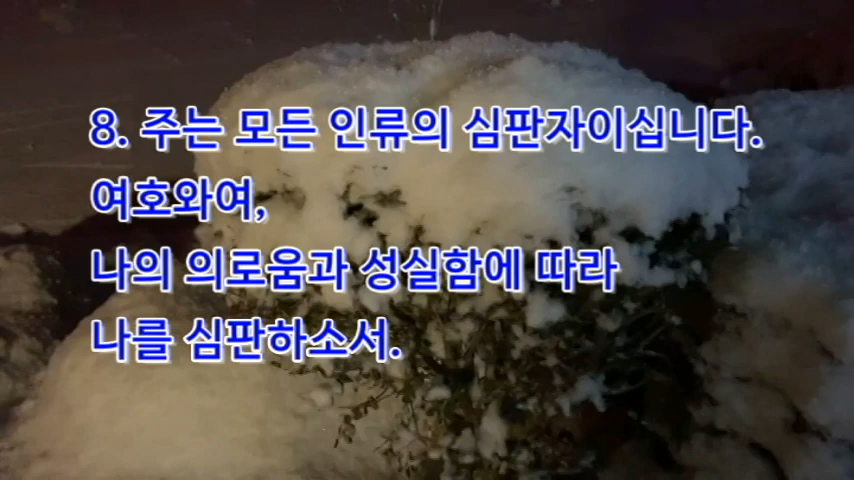 8. 주는 모든 인류의 심판자이십니다.
여호와여,
나의 의로움과 성실함에 따라
나를 심판하소서.